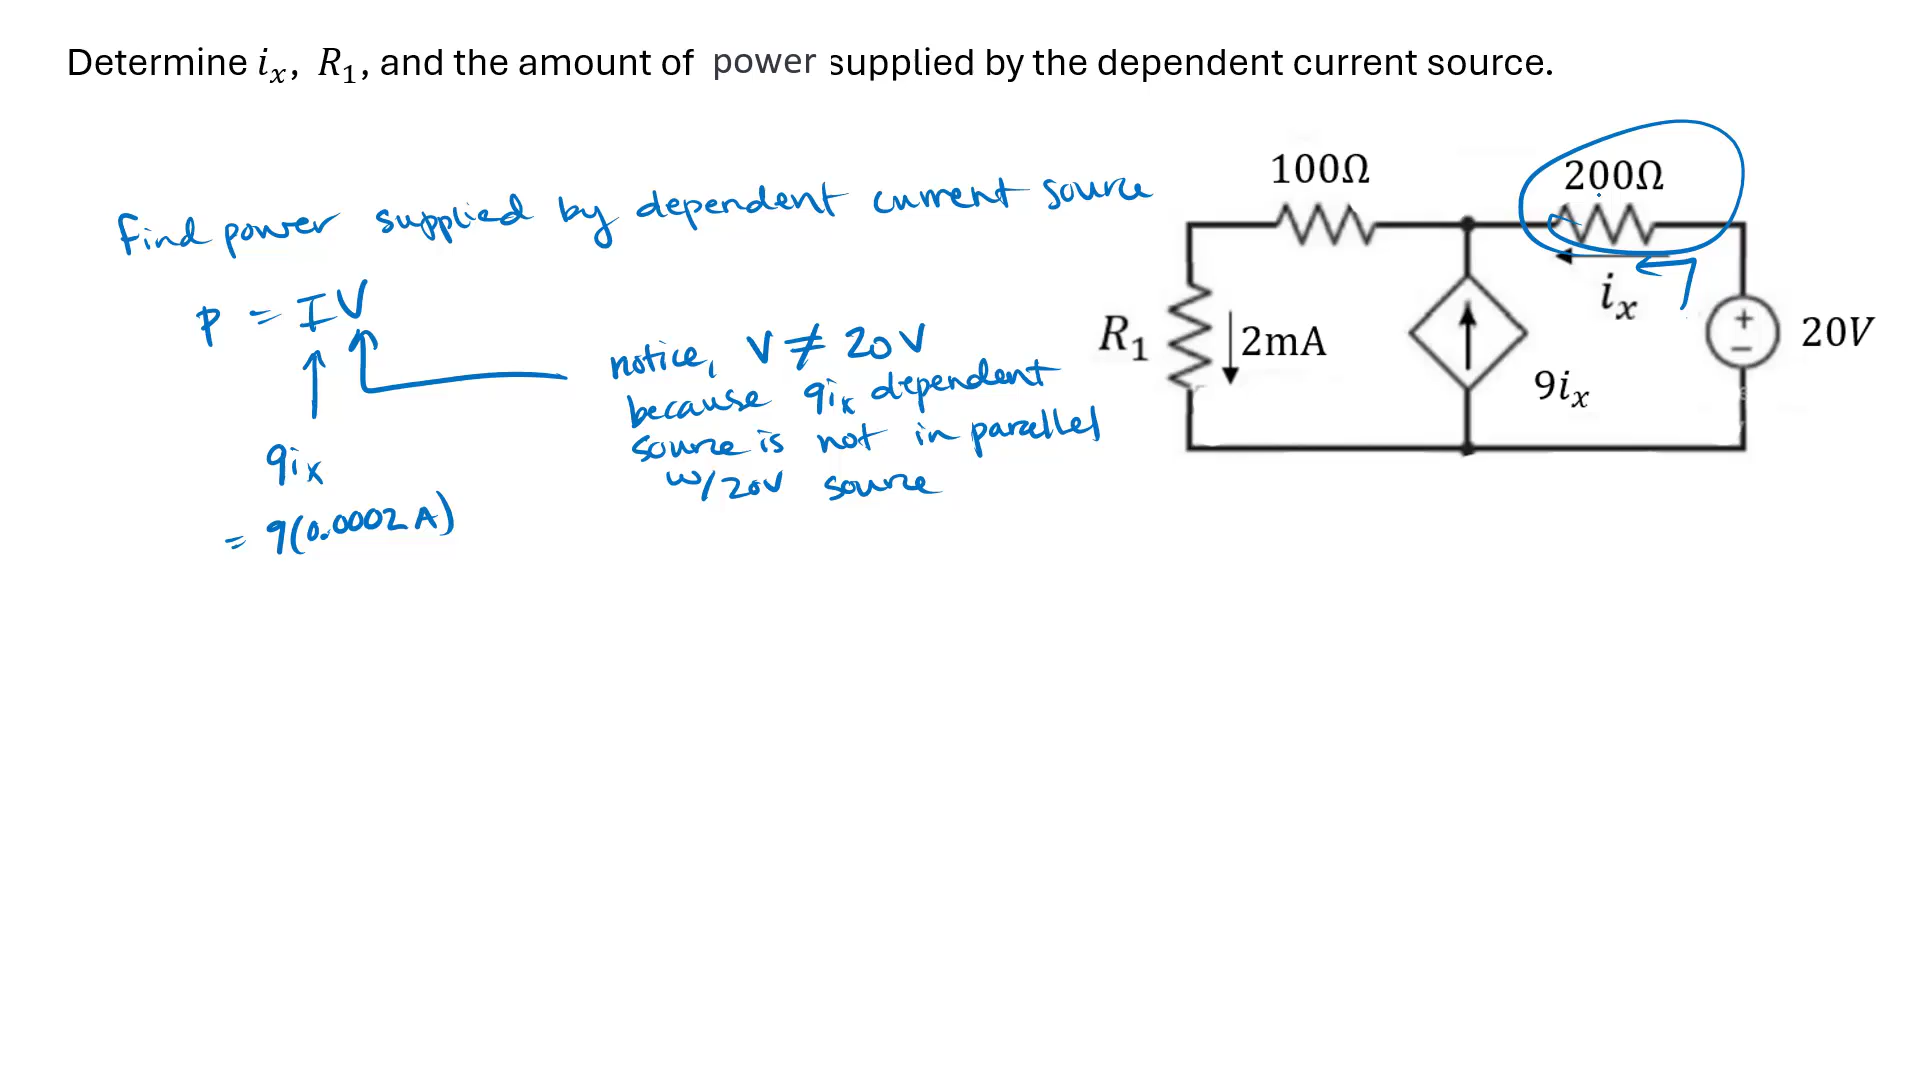 Determine iₓ, R₁, and the amount of power supplied by the dependent current source.
Find power supplied by dependent current source
P = IV
9iₓ
= 9(0.0002A)
notice, V ≠ 20V
because 9iₓ dependent
source is not in parallel
w/20V source
100Ω
200Ω
R₁
2mA
iₓ
9iₓ
+
−
20V